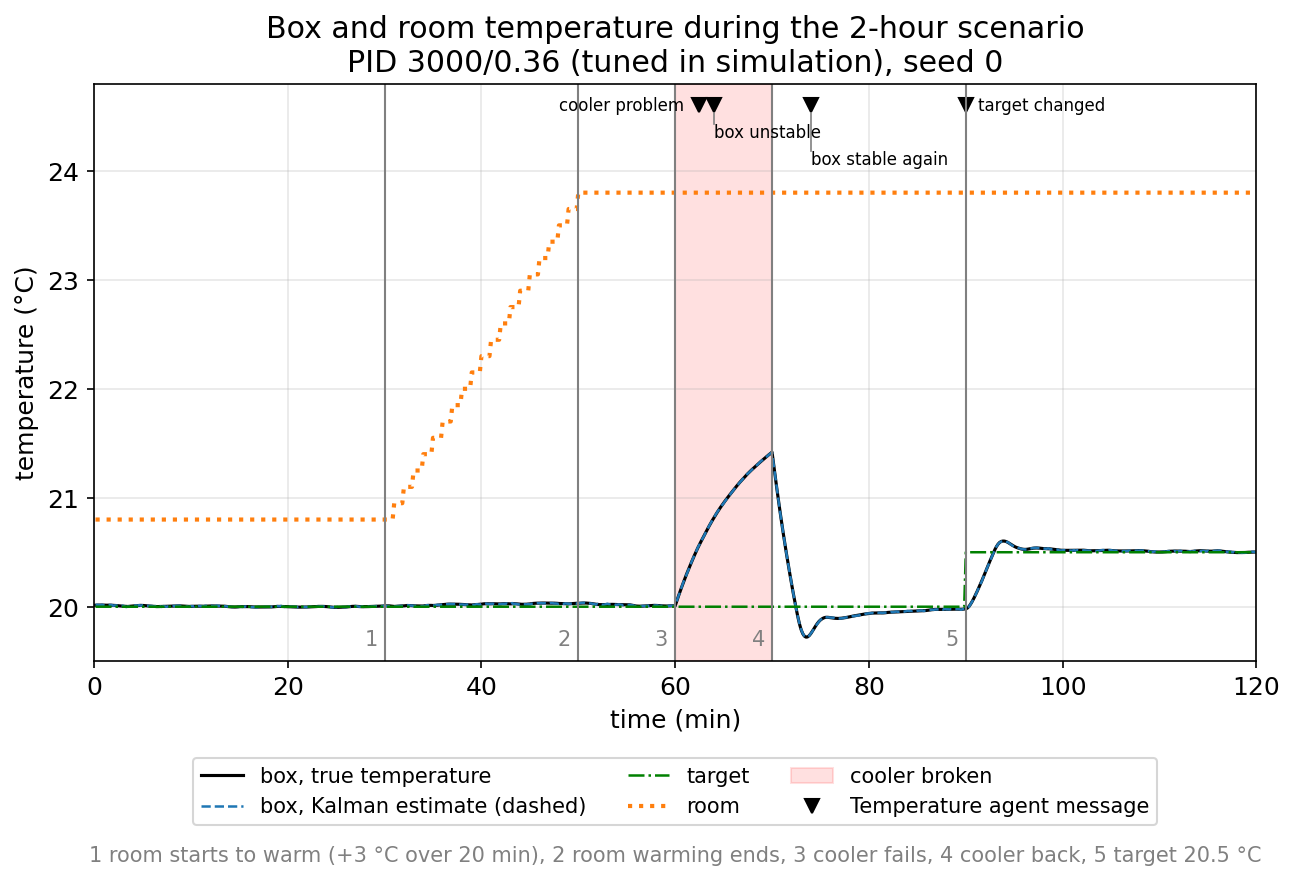 Box and room temperature during the 2-hour scenario
PID 3000/0.36 (tuned in simulation), seed 0
cooler problem
target changed
box unstable
box stable again
24
23
22
21
20
temperature (°C)
1
2
3
4
5
0
20
40
60
80
100
120
time (min)
box, true temperature
box, Kalman estimate (dashed)
target
room
cooler broken
Temperature agent message
1 room starts to warm (+3 °C over 20 min), 2 room warming ends, 3 cooler fails, 4 cooler back, 5 target 20.5 °C